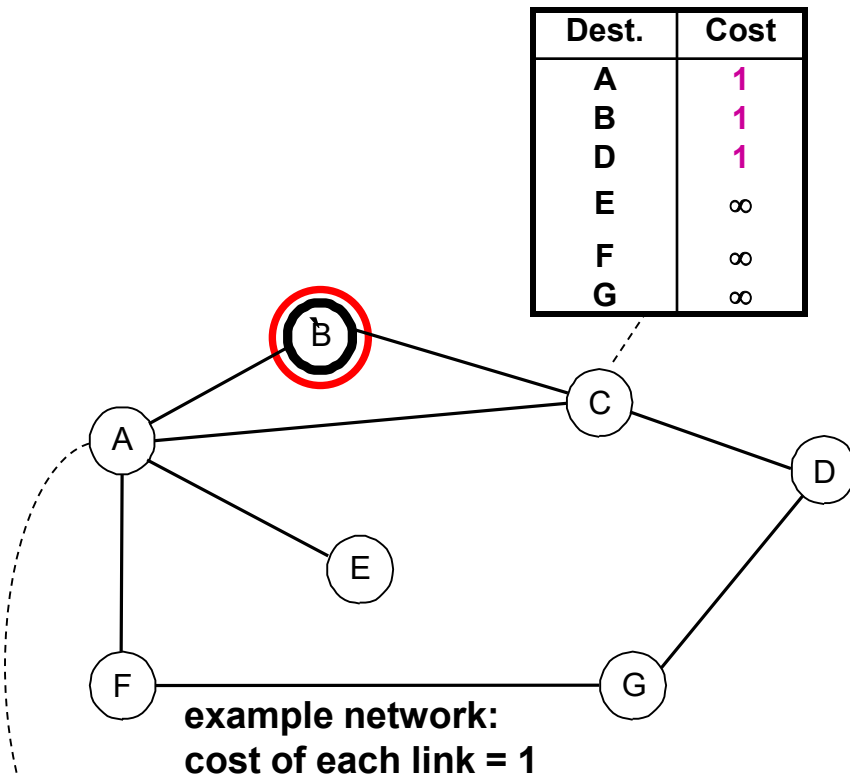 Dest. Cost
A 1
B 1
D 1
E ∞
F ∞
G ∞
B
C
A
D
E
F
G
example network:
cost of each link = 1